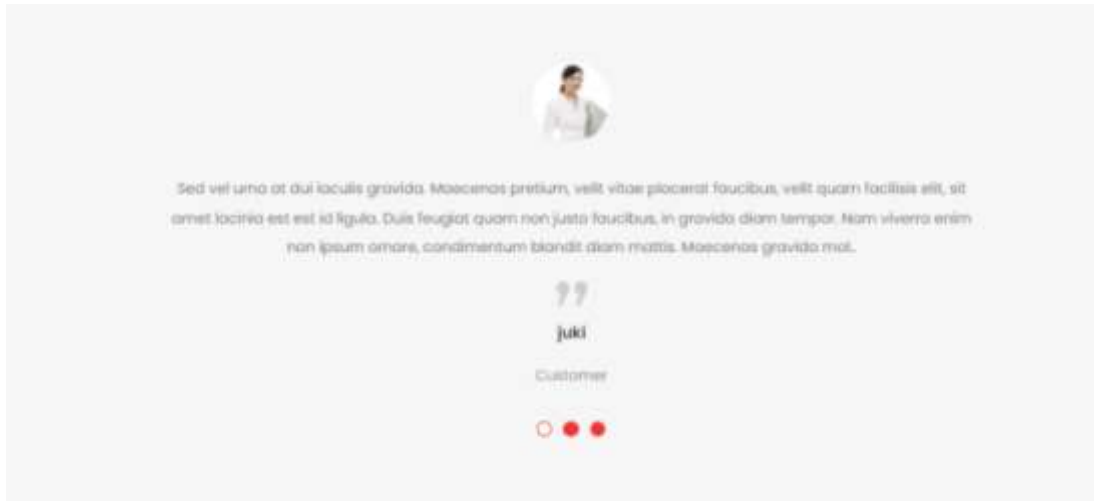 Sed vel urna at dui iaculis gravida. Maecenas pretium, velit vitae placerat faucibus, velit quam facilisis elit, sit
amet lacinia est est id ligula. Duis feugiat quam non justo faucibus, in gravida diam tempor. Nam viverra enim
non ipsum ornare, condimentum blandit diam mattis. Maecenas gravida mol..
”
juki
Customer